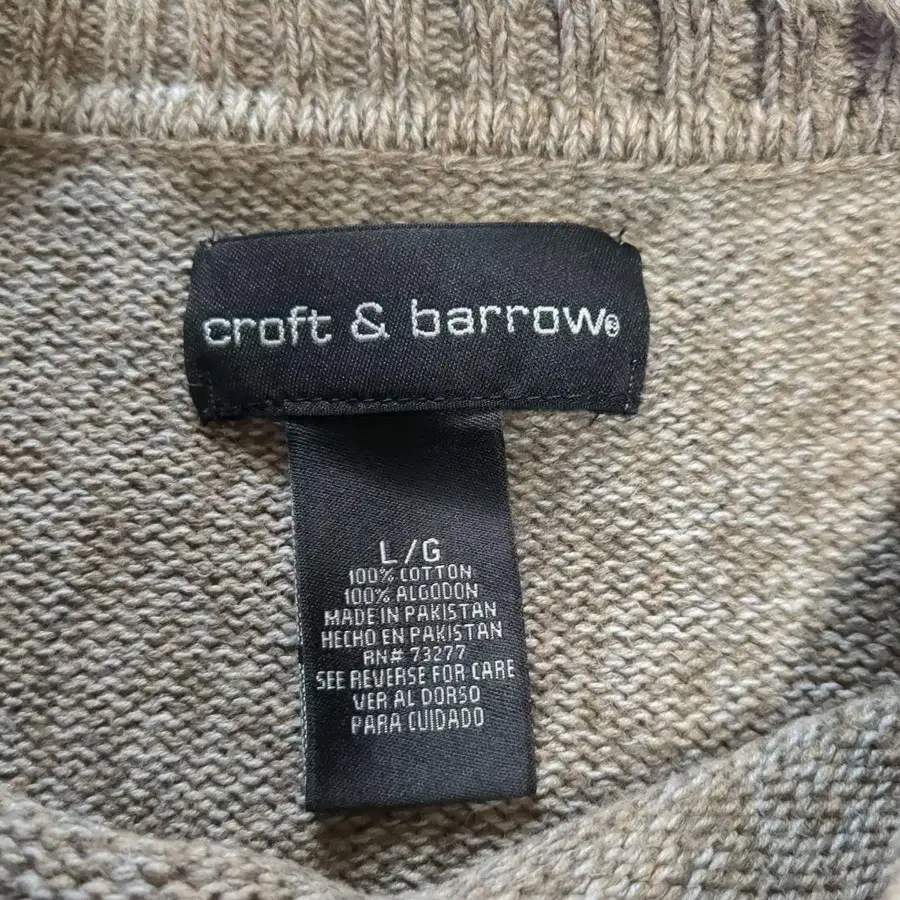 croft & barrow®
L/G
100% COTTON
100% ALGODON
MADE IN PAKISTAN
HECHO EN PAKISTAN
RN# 73277
SEE REVERSE FOR CARE
VER AL DORSO
PARA CUIDADO